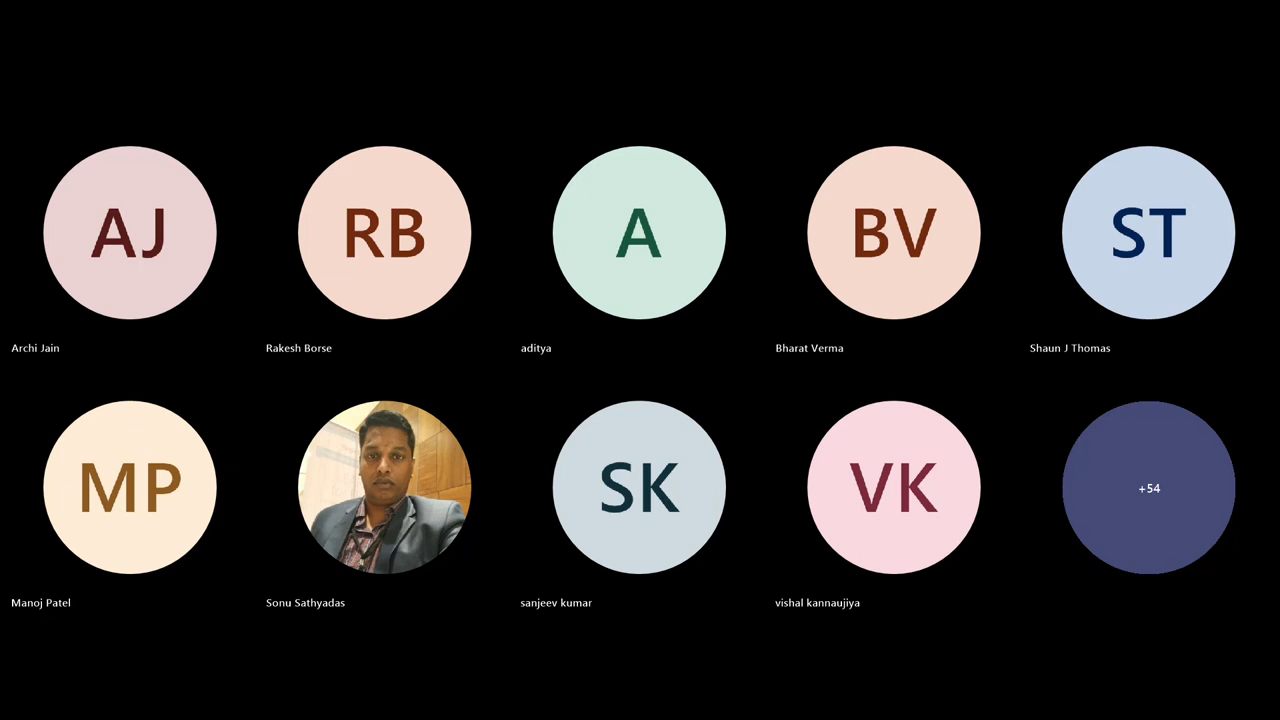 AJ
RB
A
BV
ST
Archi Jain
Rakesh Borse
aditya
Bharat Verma
Shaun J Thomas
MP
SK
VK
+54
Manoj Patel
Sonu Sathyadas
sanjeev kumar
vishal kannaujiya